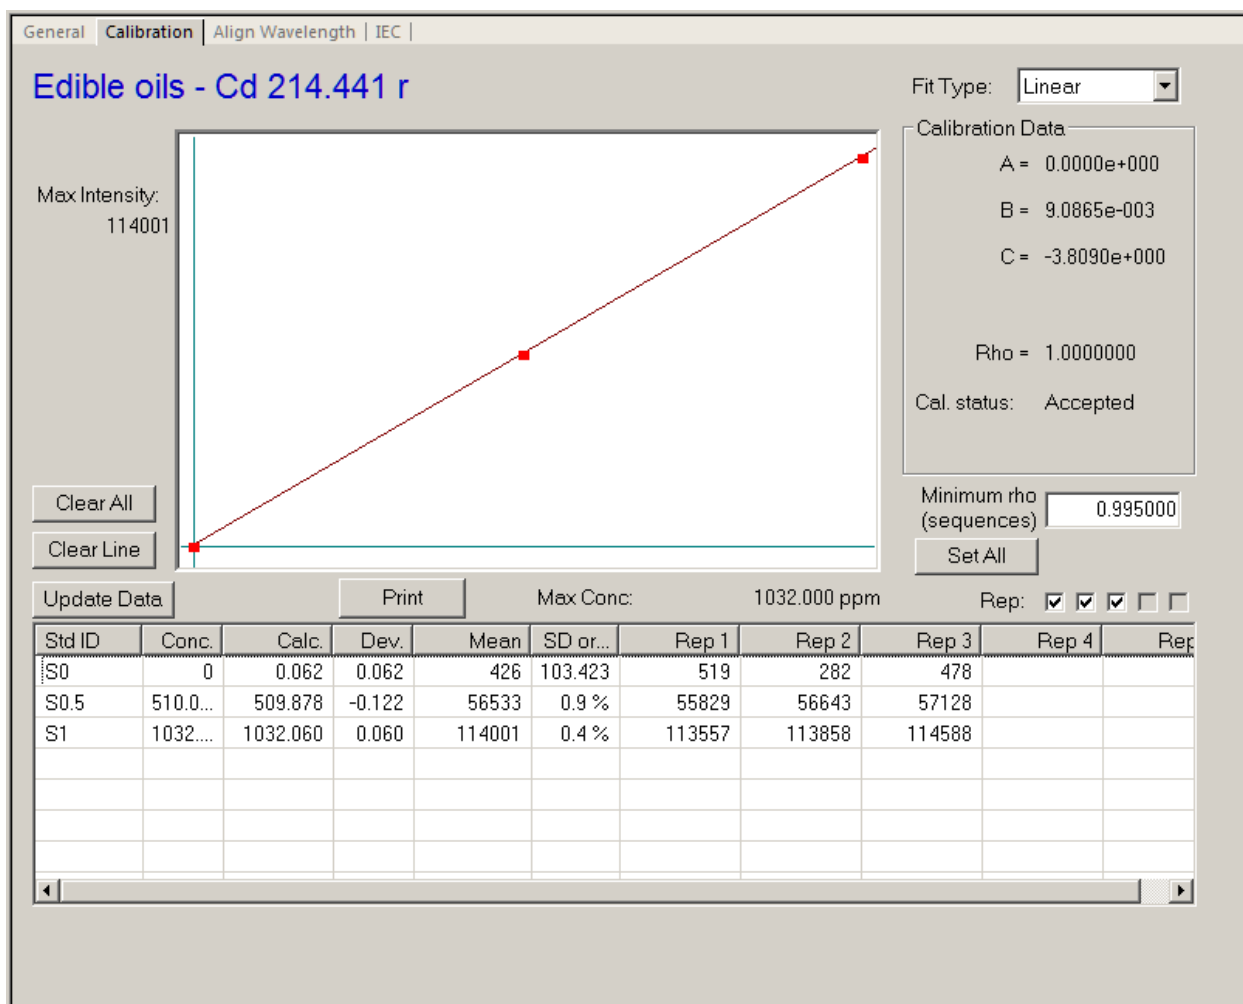 General Calibration Align Wavelength | IEC |
Edible oils - Cd 214.441 r
Fit Type: Linear
Calibration Data
A = 0.0000e+000
Max Intensity:
114001
B = 9.0865e-003
C = -3.8090e+000
Rho = 1.0000000
Cal. status: Accepted
Clear All
Minimum rho
(sequences) 0.995000
Clear Line
Set All
Update Data Print Max Conc: 1032.000 ppm Rep:
Std ID Conc. Calc. Dev. Mean SD or... Rep 1 Rep 2 Rep 3 Rep 4 Rep
S0 0 0.062 0.062 426 103.423 519 282 478
S0.5 510.0... 509.878 -0.122 56533 0.9 % 55829 56643 57128
S1 1032.... 1032.060 0.060 114001 0.4 % 113557 113858 114588